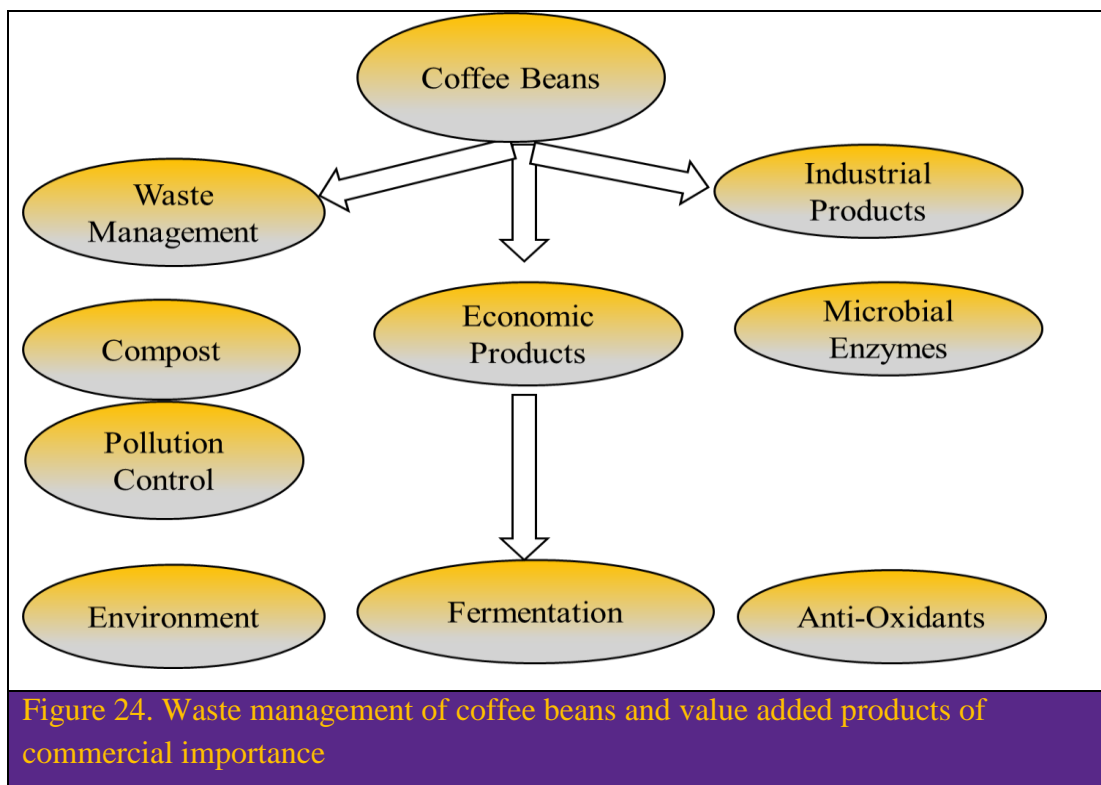 Coffee Beans
Waste
Management
Industrial
Products
Economic
Products
Microbial
Enzymes
Compost
Pollution
Control
Environment
Fermentation
Anti-Oxidants
Figure 24. Waste management of coffee beans and value added products of
commercial importance